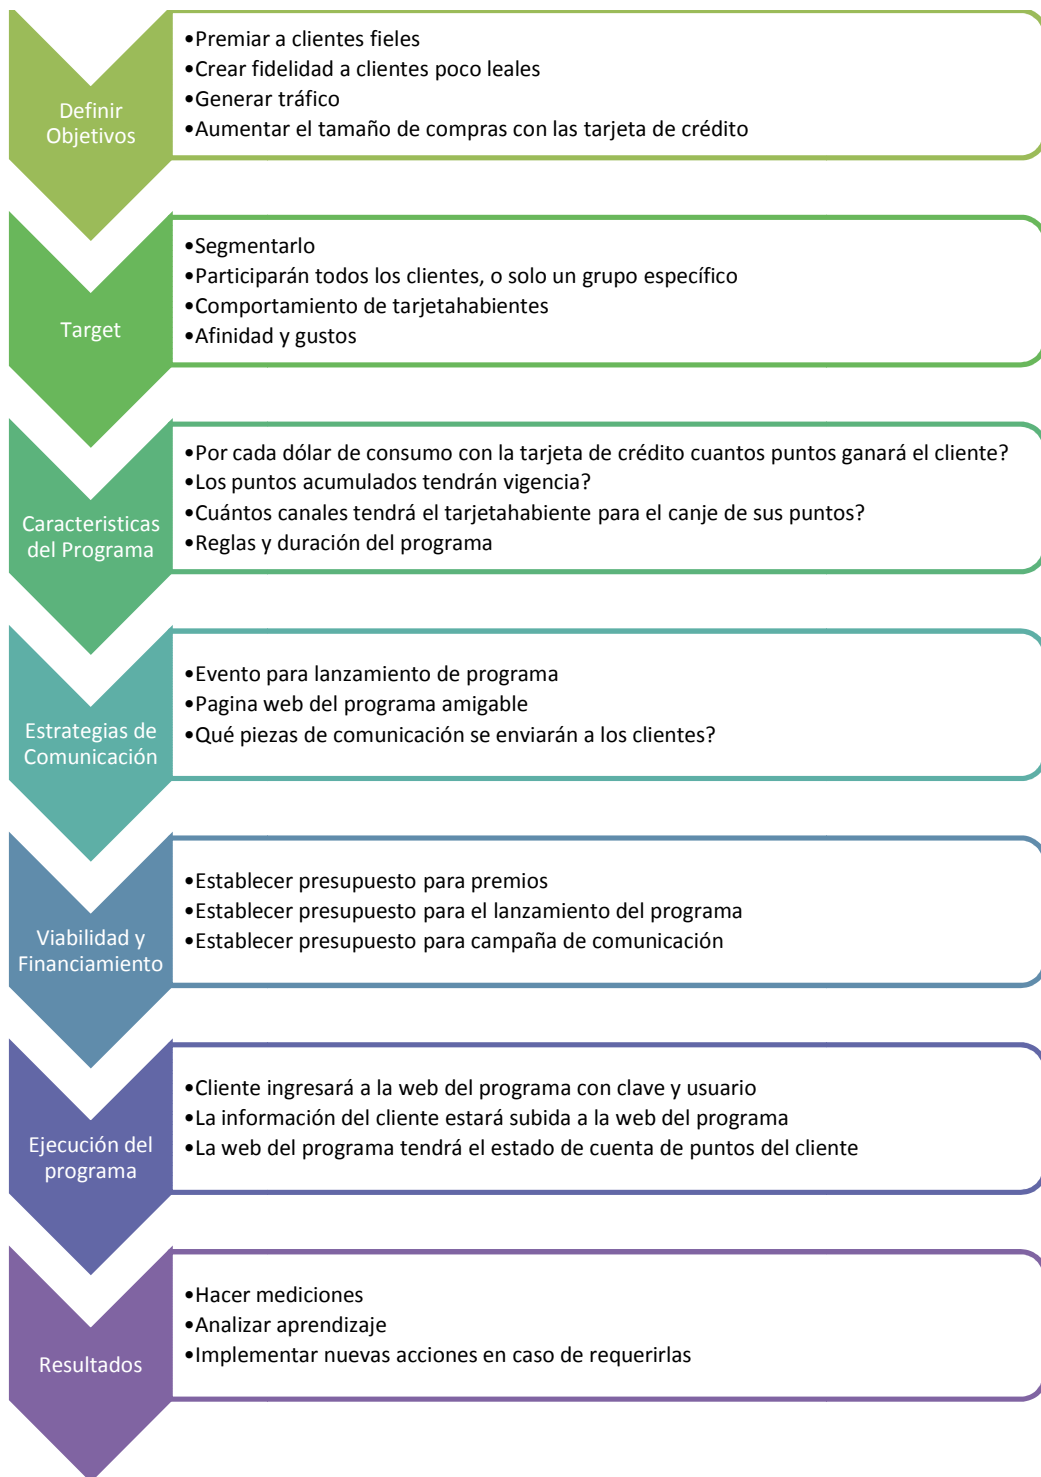 Definir
Objetivos
•Premiar a clientes fieles
•Crear fidelidad a clientes poco leales
•Generar tráfico
•Aumentar el tamaño de compras con las tarjeta de crédito
Target
•Segmentarlo
•Participarán todos los clientes, o solo un grupo específico
•Comportamiento de tarjetahabientes
•Afinidad y gustos
Caracteristicas
del Programa
•Por cada dólar de consumo con la tarjeta de crédito cuantos puntos ganará el cliente?
•Los puntos acumulados tendrán vigencia?
•Cuántos canales tendrá el tarjetahabiente para el canje de sus puntos?
•Reglas y duración del programa
Estrategias de
Comunicación
•Evento para lanzamiento de programa
•Pagina web del programa amigable
•Qué piezas de comunicación se enviarán a los clientes?
Viabilidad y
Financiamiento
•Establecer presupuesto para premios
•Establecer presupuesto para el lanzamiento del programa
•Establecer presupuesto para campaña de comunicación
Ejecución del
programa
•Cliente ingresará a la web del programa con clave y usuario
•La información del cliente estará subida a la web del programa
•La web del programa tendrá el estado de cuenta de puntos del cliente
Resultados
•Hacer mediciones
•Analizar aprendizaje
•Implementar nuevas acciones en caso de requerirlas